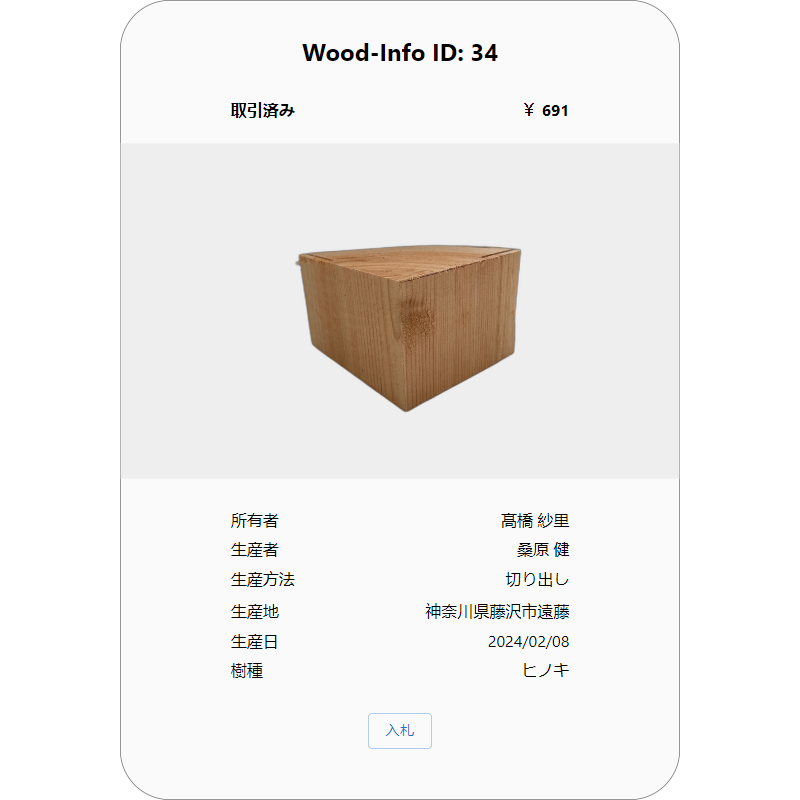 Wood-Info ID: 34
取引済み ¥ 691
所有者 髙橋 紗里
生産者 桑原 健
生産方法 切り出し
生産地 神奈川県藤沢市遠藤
生産日 2024/02/08
樹種 ヒノキ
入札